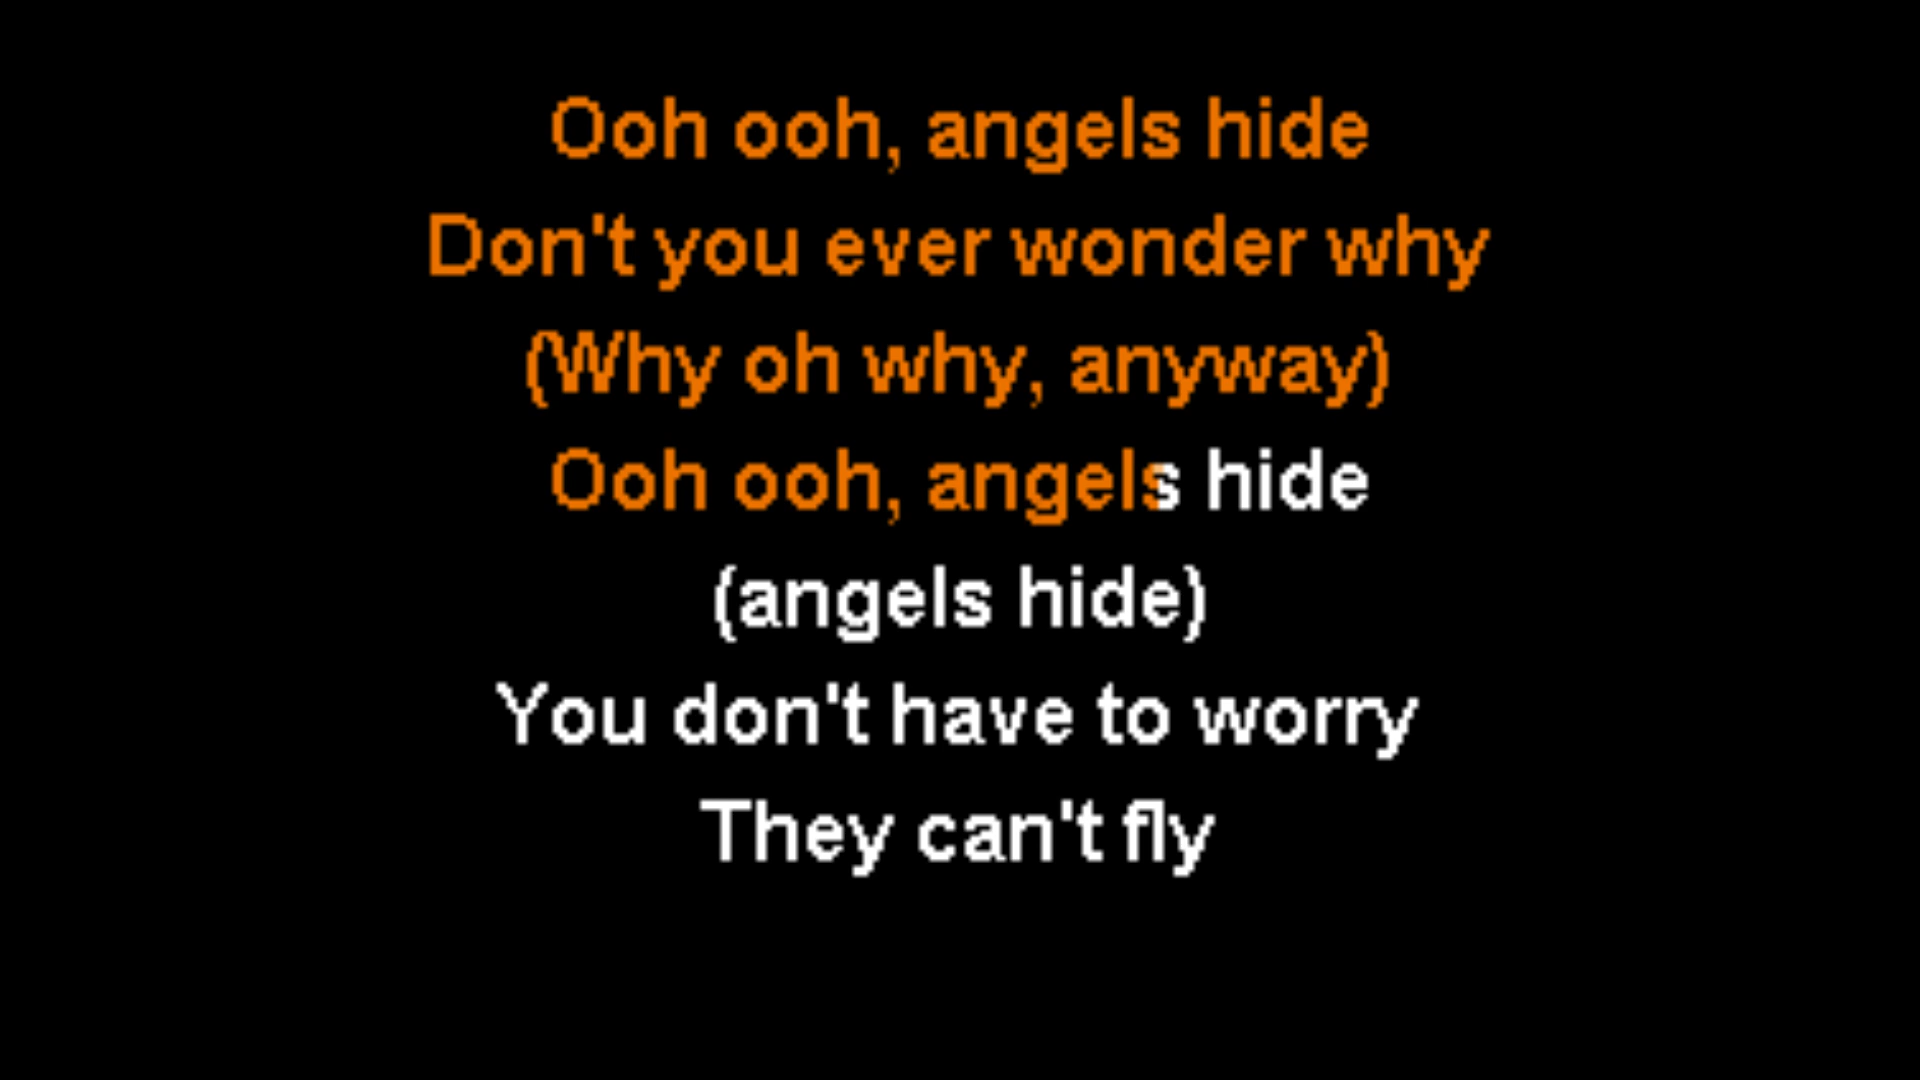 Ooh ooh, angels hide
Don't you ever wonder why
(Why oh why, anyway)
Ooh ooh, angels hide
(angels hide)
You don't have to worry
They can't fly